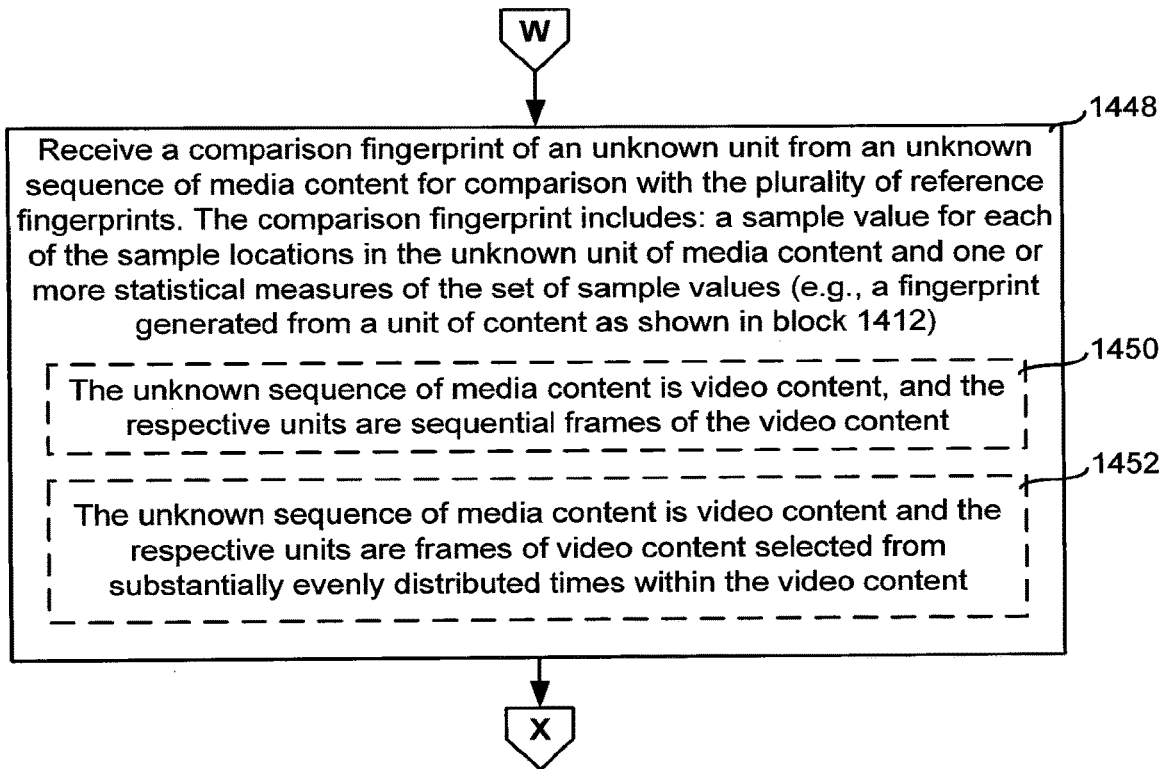 W
1448
Receive a comparison fingerprint of an unknown unit from an unknown
sequence of media content for comparison with the plurality of reference
fingerprints. The comparison fingerprint includes: a sample value for each
of the sample locations in the unknown unit of media content and one or
more statistical measures of the set of sample values (e.g., a fingerprint
generated from a unit of content as shown in block 1412)
1450
The unknown sequence of media content is video content, and the
respective units are sequential frames of the video content
1452
The unknown sequence of media content is video content and the
respective units are frames of video content selected from
substantially evenly distributed times within the video content
X